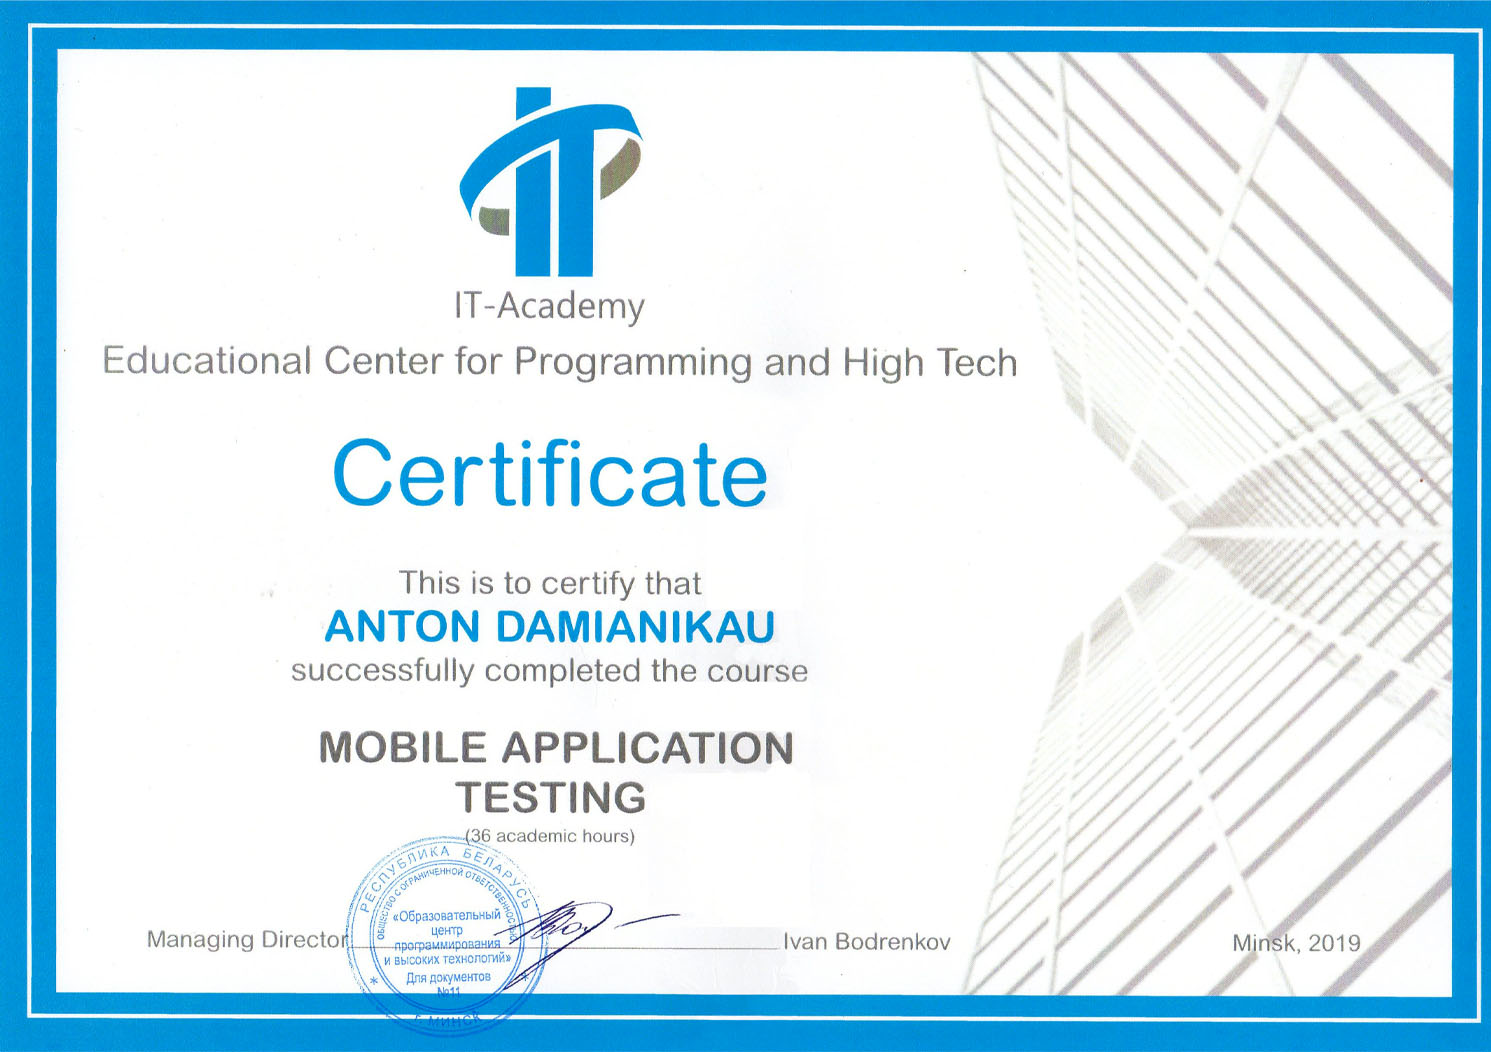 IT-Academy
Educational Center for Programming and High Tech
Certificate
This is to certify that
ANTON DAMIANIKAU
successfully completed the course
MOBILE APPLICATION
TESTING
(36 academic hours)
РЕСПУБЛИКА БЕЛАРУСЬ
ОБЩЕСТВО С ОГРАНИЧЕННОЙ ОТВЕТСТВЕННОСТЬЮ
«Образовательный
центр
программирования
и высоких технологий»
Для документов
№11
г. МИНСК
Managing Director
Ivan Bodrenkov
Minsk, 2019